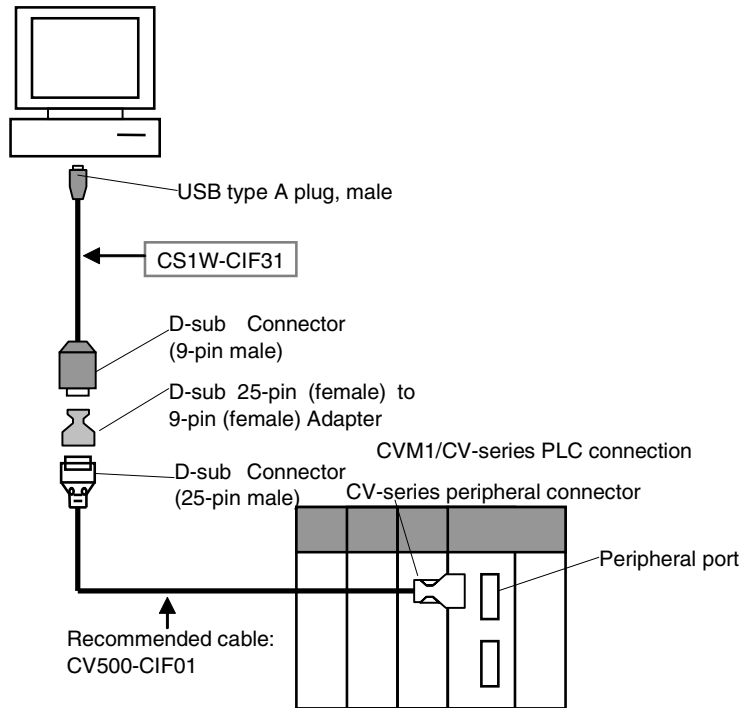 USB type A plug, male
CS1W-CIF31
D-sub Connector
(9-pin male)
D-sub 25-pin (female) to
9-pin (female) Adapter
CVM1/CV-series PLC connection
D-sub Connector
(25-pin male)
CV-series peripheral connector
Peripheral port
Recommended cable:
CV500-CIF01